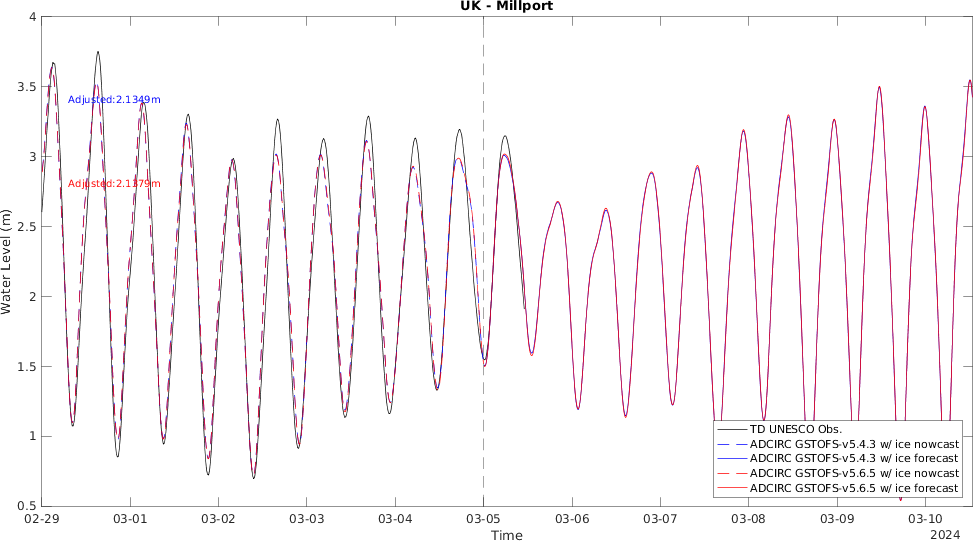 UK - Millport
4
3.5
3
2.5
2
1.5
1
0.5
Water Level (m)
Adjusted:2.1349m
Adjusted:2.1379m
TD UNESCO Obs.
ADCIRC GSTOFS-v5.4.3 w/ ice nowcast
ADCIRC GSTOFS-v5.4.3 w/ ice forecast
ADCIRC GSTOFS-v5.6.5 w/ ice nowcast
ADCIRC GSTOFS-v5.6.5 w/ ice forecast
02-29 03-01 03-02 03-03 03-04 03-05 03-06 03-07 03-08 03-09 03-10
Time
2024